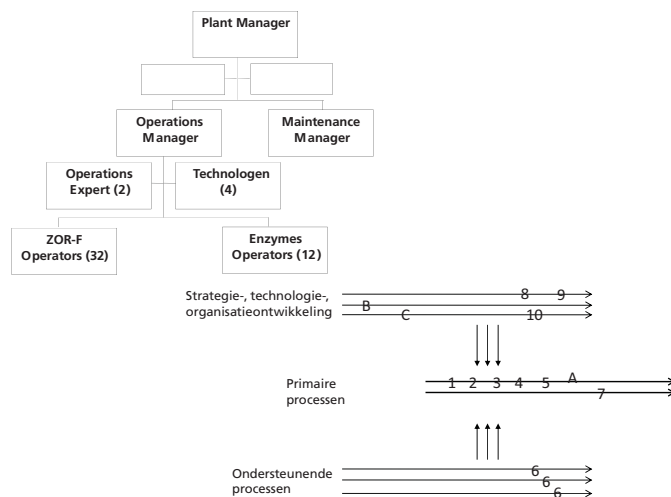 Plant Manager
Operations
Manager
Maintenance
Manager
Operations
Expert (2)
Technologen
(4)
ZOR-F
Operators (32)
Enzymes
Operators (12)
Strategie-, technologie-,
organisatieontwikkeling
8 9
B
C 10
Primaire
processen
1 2 3 4 5 A
7
Ondersteunende
processen
6
6
6